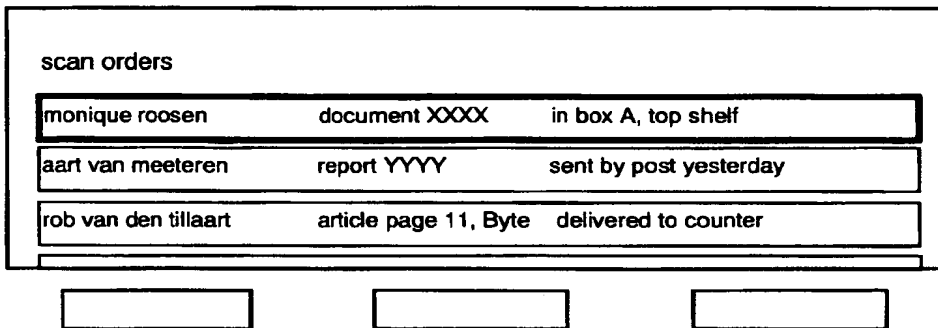 scan orders
monique roosen document XXXX in box A, top shelf
aart van meeteren report YYYY sent by post yesterday
rob van den tillaart article page 11, Byte delivered to counter